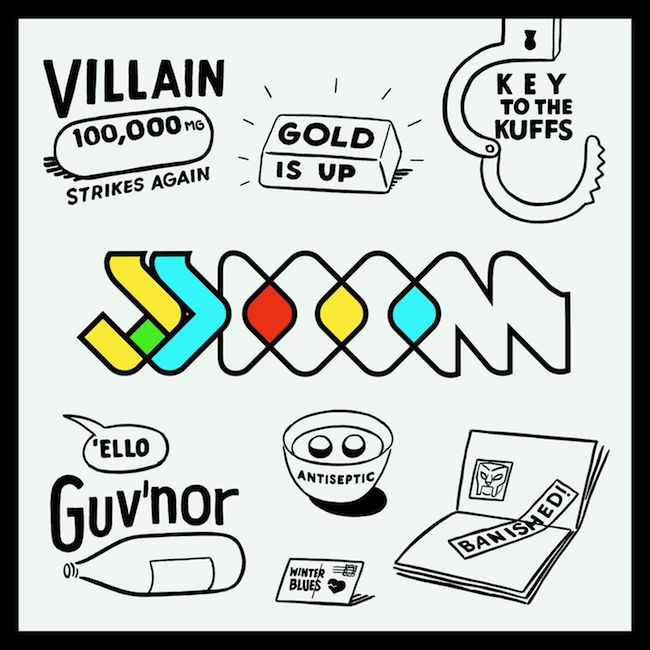 VILLAIN
100,000 MG
STRIKES AGAIN
GOLD
IS UP
KEY
TO THE
KUFFS
JJDOOM
'ELLO
GUV'NOR
ANTISEPTIC
WINTER
BLUES
BANISHED!